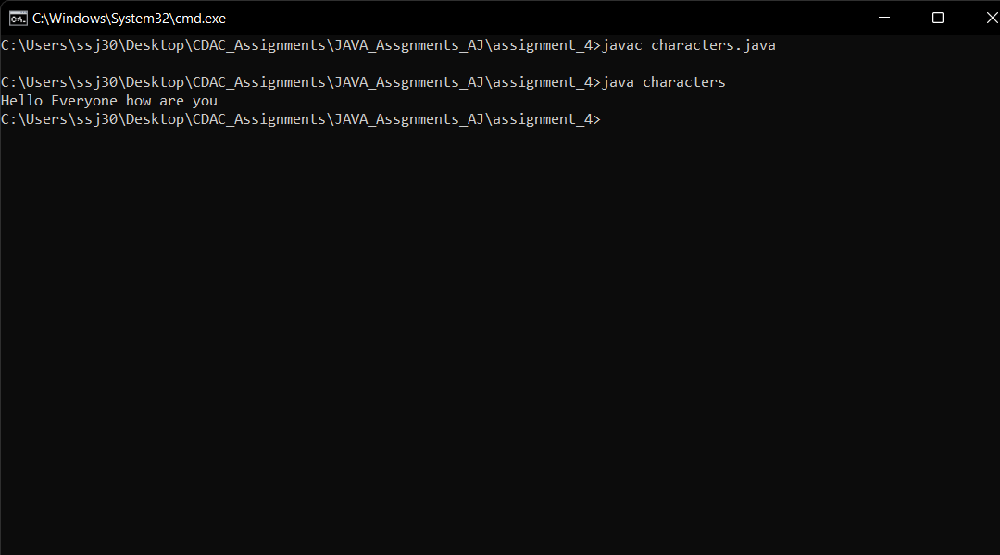 C:\Windows\System32\cmd.exe
C:\Users\ssj30\Desktop\CDAC_Assignments\JAVA_Assgnments_AJ\assignment_4>javac characters.java
C:\Users\ssj30\Desktop\CDAC_Assignments\JAVA_Assgnments_AJ\assignment_4>java characters
Hello Everyone how are you
C:\Users\ssj30\Desktop\CDAC_Assignments\JAVA_Assgnments_AJ\assignment_4>